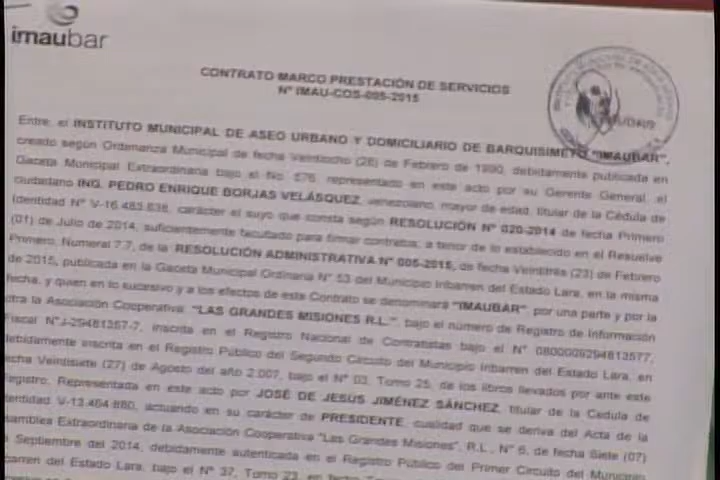 imaubar
CONTRATO MARCO PRESTACIÓN DE SERVICIOS
N° IMAU-COS-005-2015
Entre, el INSTITUTO MUNICIPAL DE ASEO URBANO Y DOMICILIARIO DE BARQUISIMETO "IMAUBAR",
creado según Ordenanza Municipal de fecha Veintiocho (28) de Febrero de 1990, debidamente publicada en
Gaceta Municipal Extraordinaria bajo el No. 576, representado en este acto por su Gerente General, el
ciudadano ING. PEDRO ENRIQUE BORJAS VELÁSQUEZ, venezolano, mayor de edad, titular de la Cédula de
Identidad N° V-16.483.638, carácter el suyo que consta según RESOLUCIÓN N° 020-2014 de fecha Primero
(01) de Julio de 2014, suficientemente facultado para firmar contratos, a tenor de lo establecido en el Resuelve
Primero, Numeral 7.7, de la RESOLUCIÓN ADMINISTRATIVA N° 005-2015, de fecha Veintitrés (23) de Febrero
de 2015, publicada en la Gaceta Municipal Ordinaria N° 53 del Municipio Iribarren del Estado Lara, en la misma
fecha, y quien en lo sucesivo y a los efectos de este Contrato se denominará "IMAUBAR", por una parte y por la
otra la Asociación Cooperativa "LAS GRANDES MISIONES R.L.", bajo el número de Registro de Información
Fiscal N°J-29481357-7, inscrita en el Registro Nacional de Contratistas bajo el N° 0800009294813577,
debidamente inscrita en el Registro Público del Segundo Circuito del Municipio Iribarren del Estado Lara, en
fecha Veintisiete (27) de Agosto del año 2.007, bajo el N° 03, Tomo 25, de los libros llevados por ante este
Registro, Representada en este acto por JOSÉ DE JESÚS JIMÉNEZ SÁNCHEZ, titular de la Cedula de
Identidad V-13.464.880, actuando en su carácter de PRESIDENTE, cualidad que se deriva del Acta de la
Asamblea Extraordinaria de la Asociación Cooperativa "Las Grandes Misiones", R.L., N° 6, de fecha Siete (07)
Septiembre del 2014, debidamente autenticada en el Registro Público del Primer Circuito del Municipio
barren del Estado Lara, bajo el N° 37, Tomo 23, en fecha